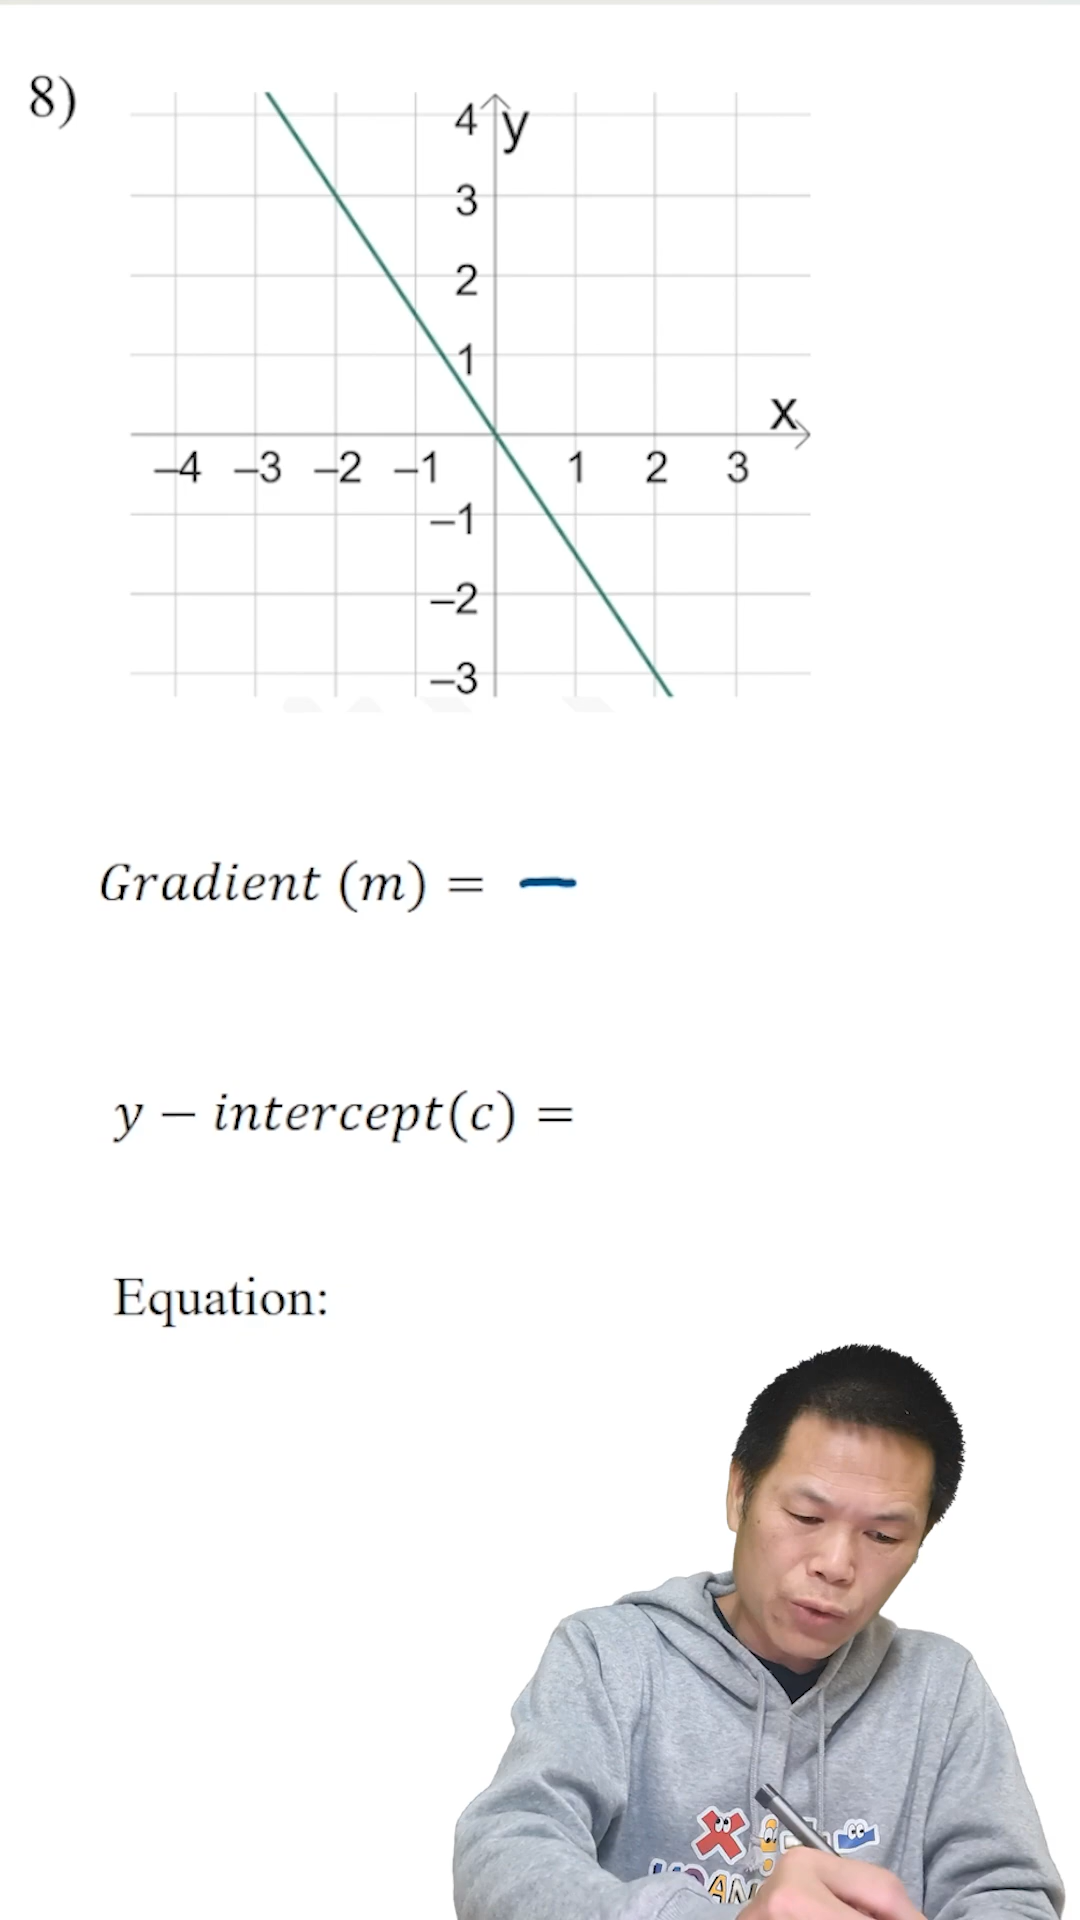 8)
4 y
3
2
1
x
–4 –3 –2 –1 1 2 3
–1
–2
–3
Gradient (m) = –
y – intercept(c) =
Equation: